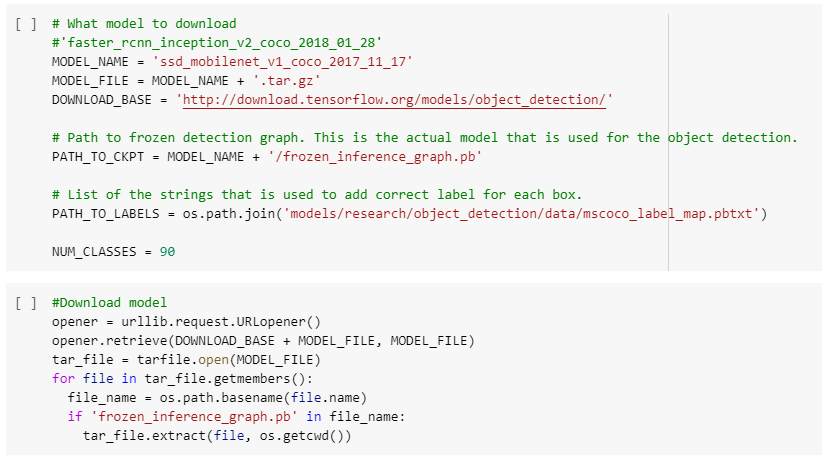 [ ] # What model to download
#'faster_rcnn_inception_v2_coco_2018_01_28'
MODEL_NAME = 'ssd_mobilenet_v1_coco_2017_11_17'
MODEL_FILE = MODEL_NAME + '.tar.gz'
DOWNLOAD_BASE = 'http://download.tensorflow.org/models/object_detection/'
# Path to frozen detection graph. This is the actual model that is used for the object detection.
PATH_TO_CKPT = MODEL_NAME + '/frozen_inference_graph.pb'
# List of the strings that is used to add correct label for each box.
PATH_TO_LABELS = os.path.join('models/research/object_detection/data/mscoco_label_map.pbtxt')
NUM_CLASSES = 90
[ ] #Download model
opener = urllib.request.URLopener()
opener.retrieve(DOWNLOAD_BASE + MODEL_FILE, MODEL_FILE)
tar_file = tarfile.open(MODEL_FILE)
for file in tar_file.getmembers():
  file_name = os.path.basename(file.name)
  if 'frozen_inference_graph.pb' in file_name:
    tar_file.extract(file, os.getcwd())